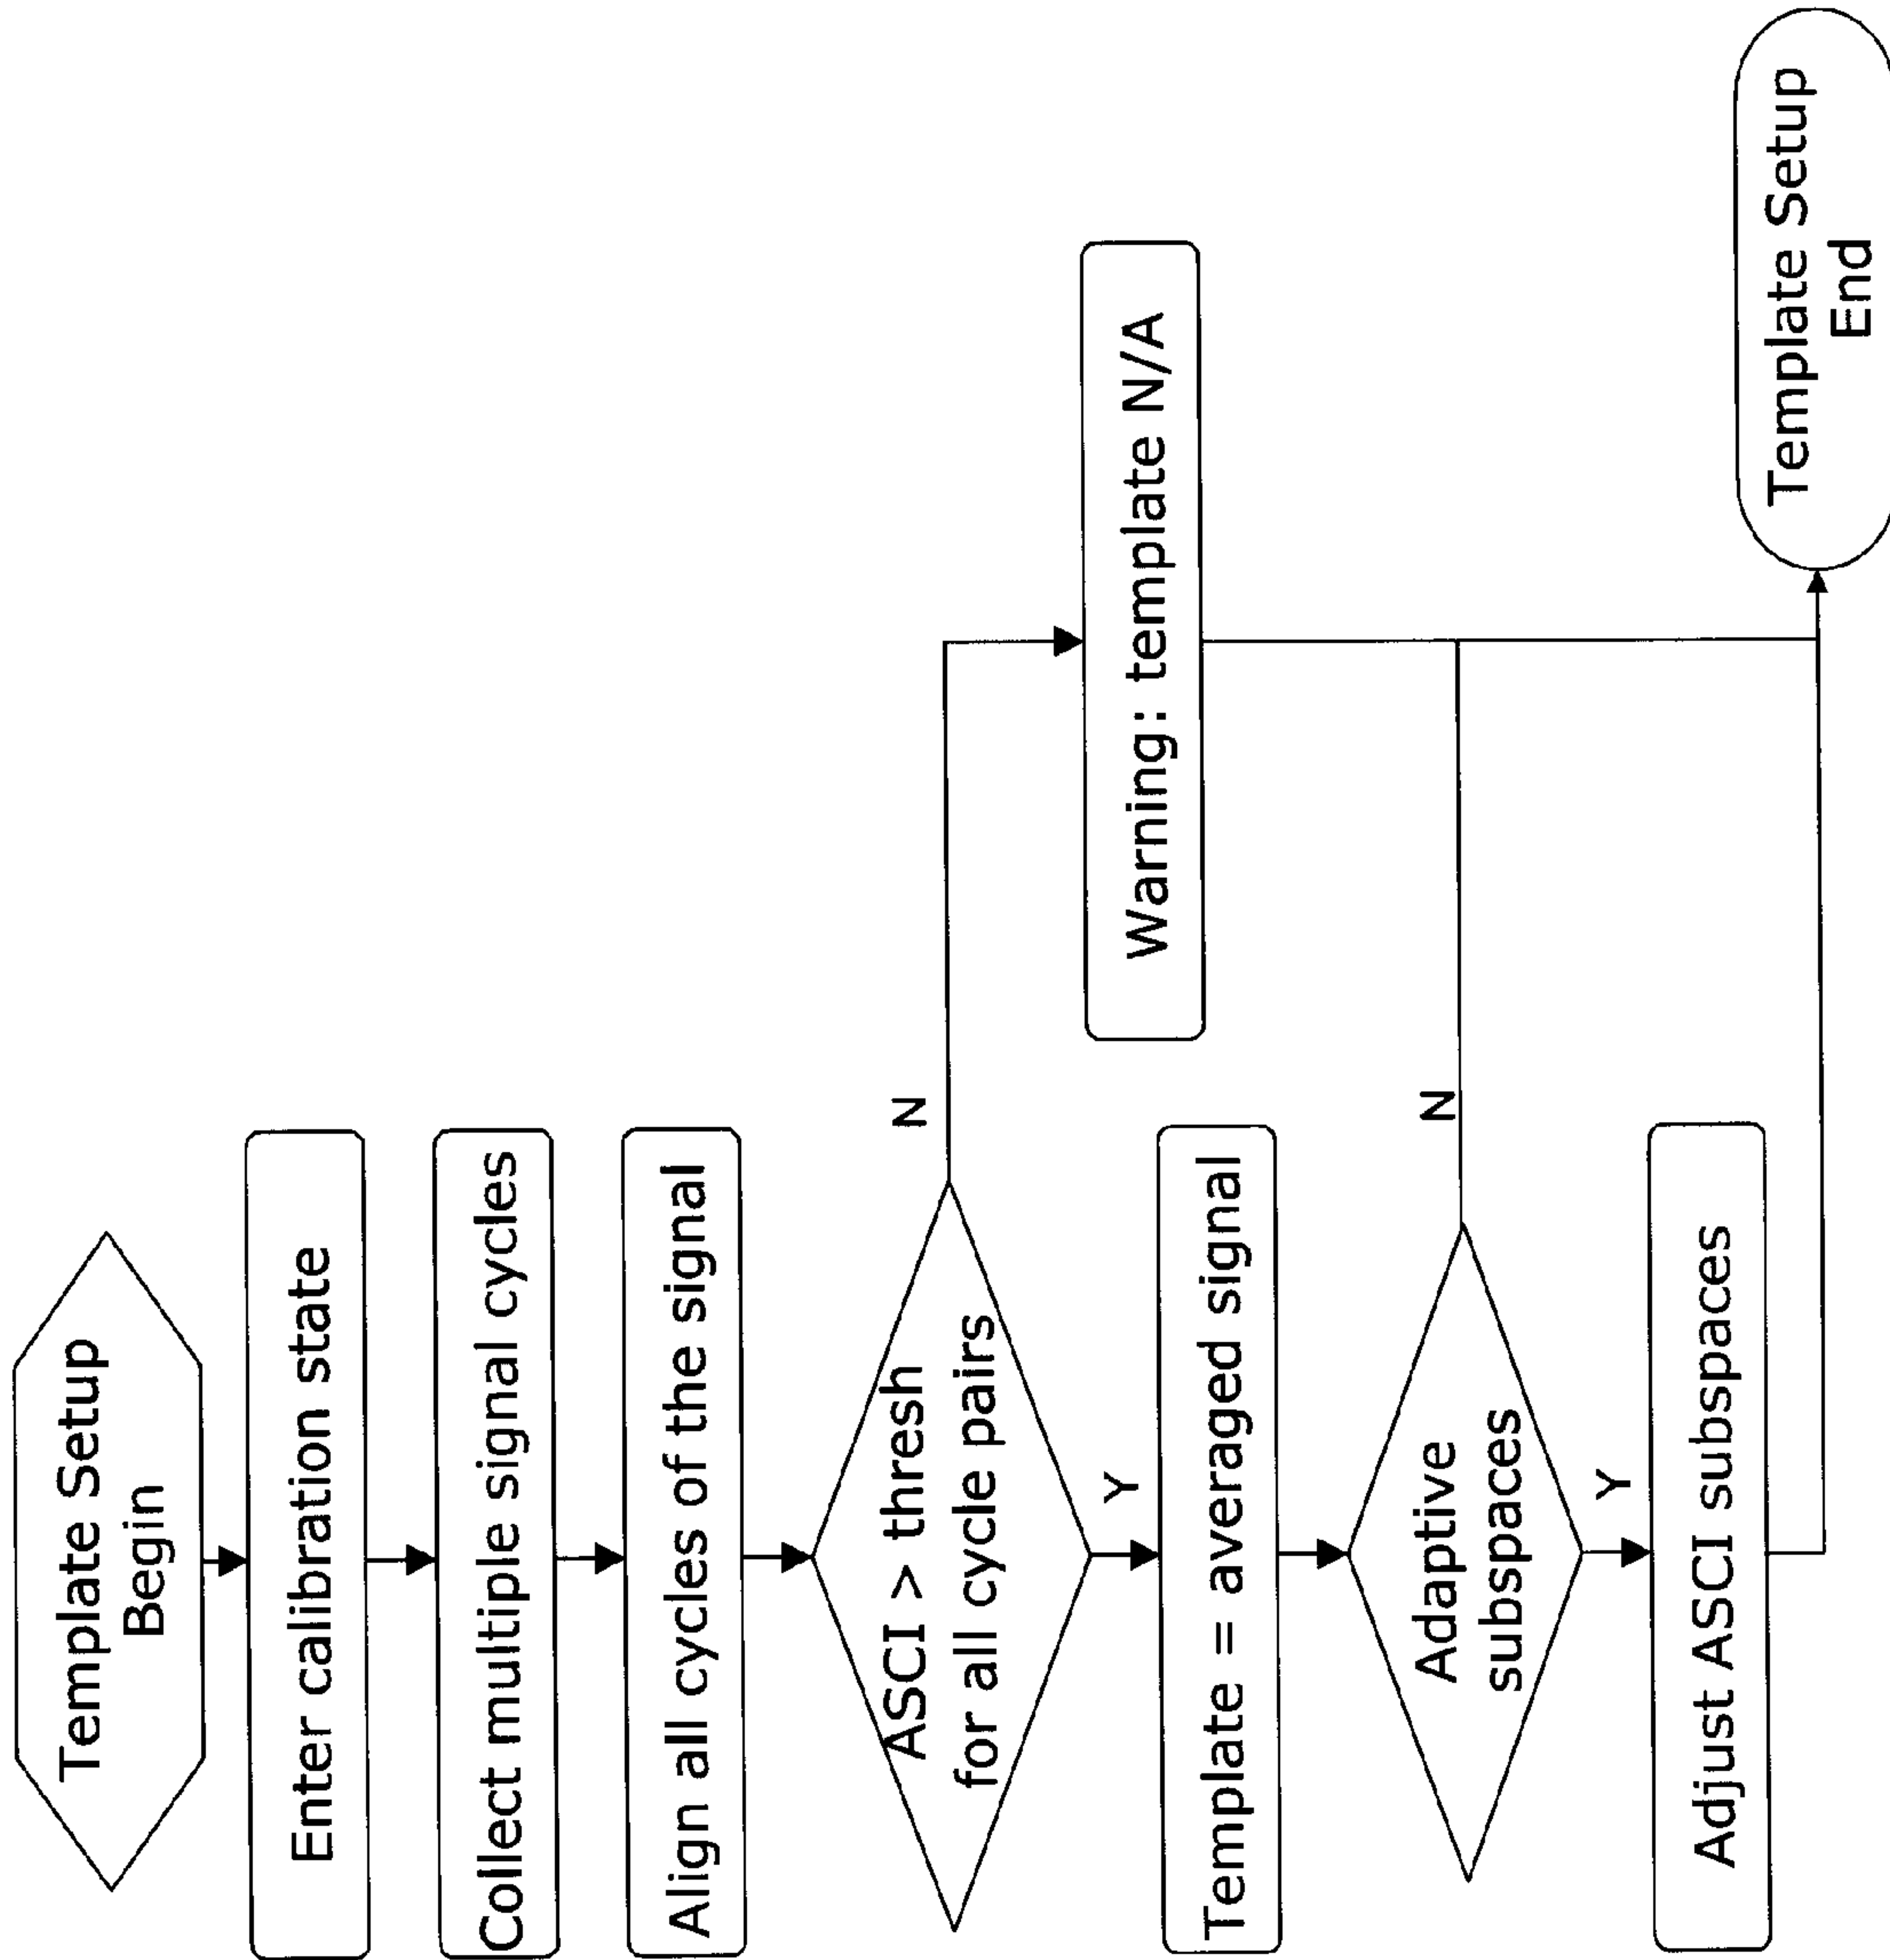 Template Setup
Begin
Enter calibration state
Collect multiple signal cycles
Align all cycles of the signal
ASCI > thresh
for all cycle pairs
N
Y
Warning: template N/A
Template = averaged signal
Adaptive
subspaces
N
Y
Adjust ASCI subspaces
Template Setup
End